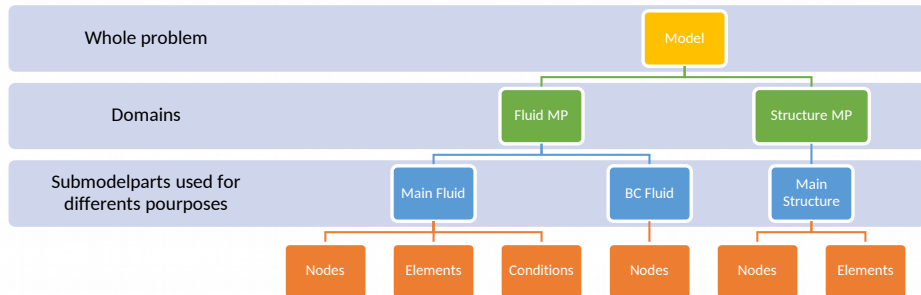 Whole problem
Model
Domains
Fluid MP
Structure MP
Submodelparts used for
differents pourposes
Main Fluid
BC Fluid
Main
Structure
Nodes
Elements
Conditions
Nodes
Nodes
Elements